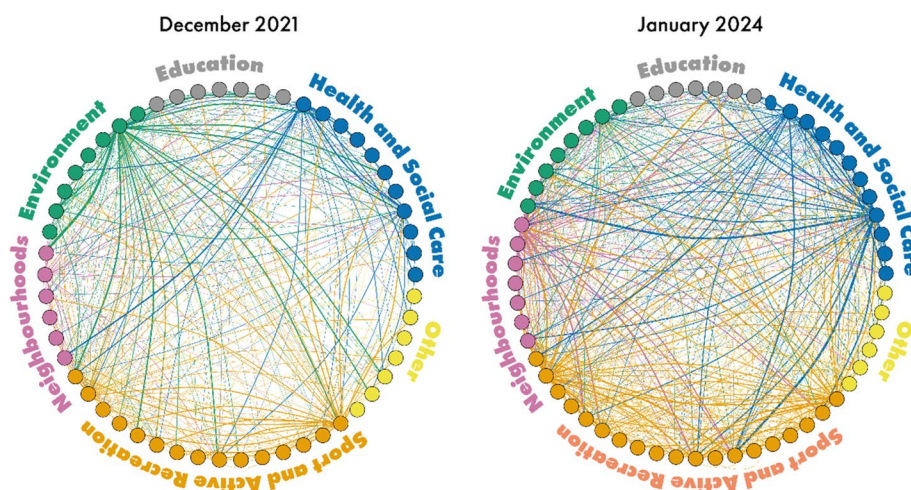 December 2021
Education
Health and Social Care
Environment
Neighbourhoods
Other
Sport and Active Recreation
January 2024
Education
Health and Social Care
Environment
Neighbourhoods
Other
Sport and Active Recreation